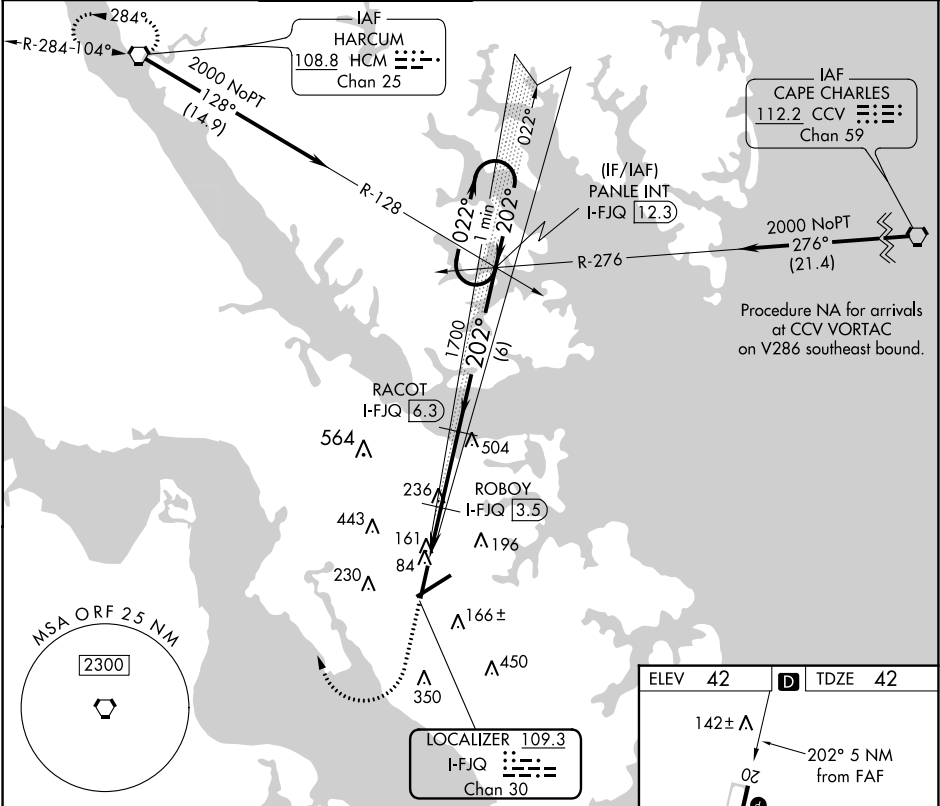 284°
R-284-104°
IAF
HARCUM
108.8 HCM
Chan 25
2000 NoPT
128°
(14.9)
R-128
022°
022°
1 min
202°
(IF/IAF)
PANLE INT
I-FJQ 12.3
IAF
CAPE CHARLES
112.2 CCV
Chan 59
2000 NoPT
276°
(21.4)
R-276
Procedure NA for arrivals
at CCV VORTAC
on V286 southeast bound.
1700
202°
(6)
RACOT
I-FJQ 6.3
564
504
236
ROBOY
I-FJQ 3.5
443
161
196
84
230
166±
450
350
MSA ORF 25 NM
2300
LOCALIZER 109.3
I-FJQ
Chan 30
ELEV 42 D TDZE 42
142±
202° 5 NM
from FAF
20